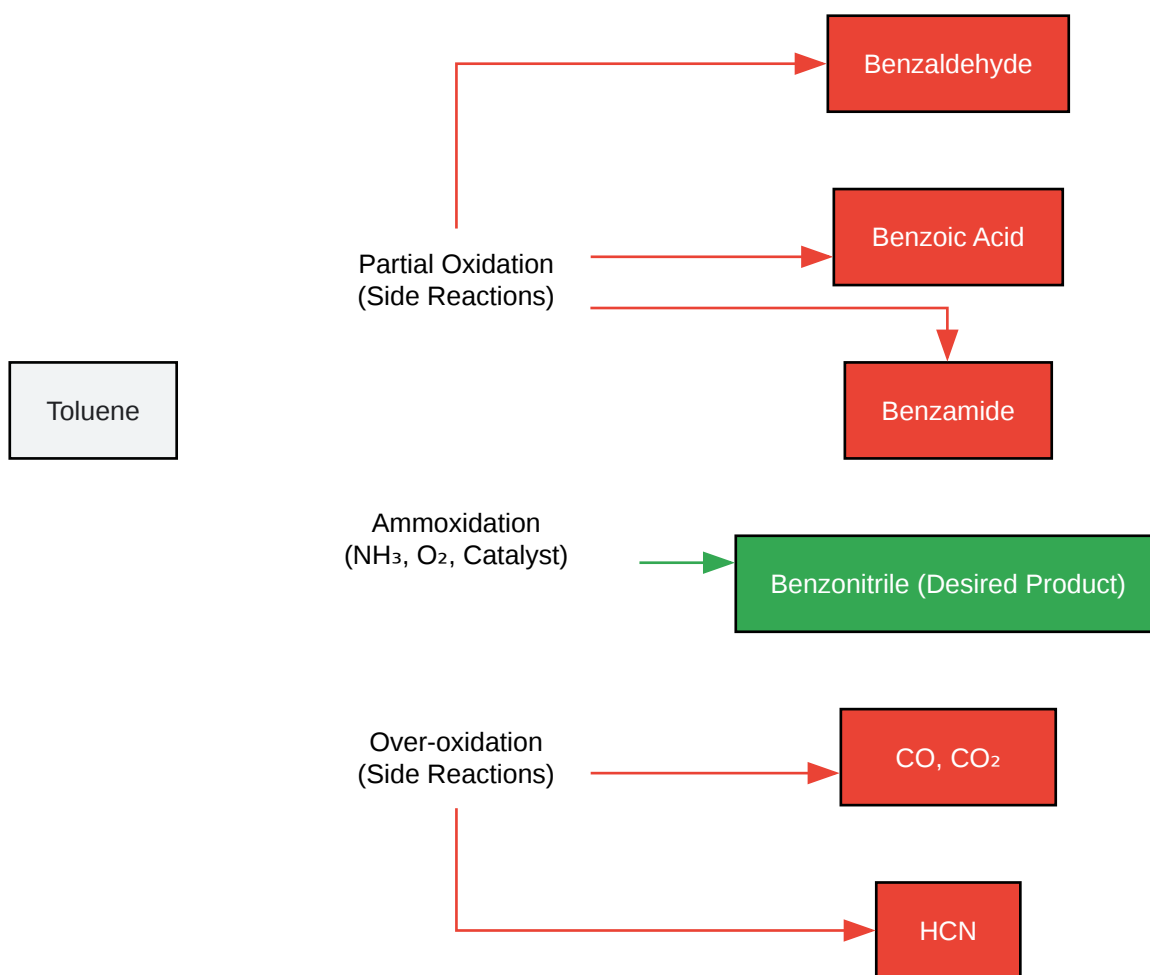 Benzaldehyde
Benzoic Acid
Partial Oxidation
(Side Reactions)
Toluene
Benzamide
Ammoxidation
(NH₃, O₂, Catalyst)
Benzonitrile (Desired Product)
Over-oxidation
(Side Reactions)
CO, CO₂
HCN